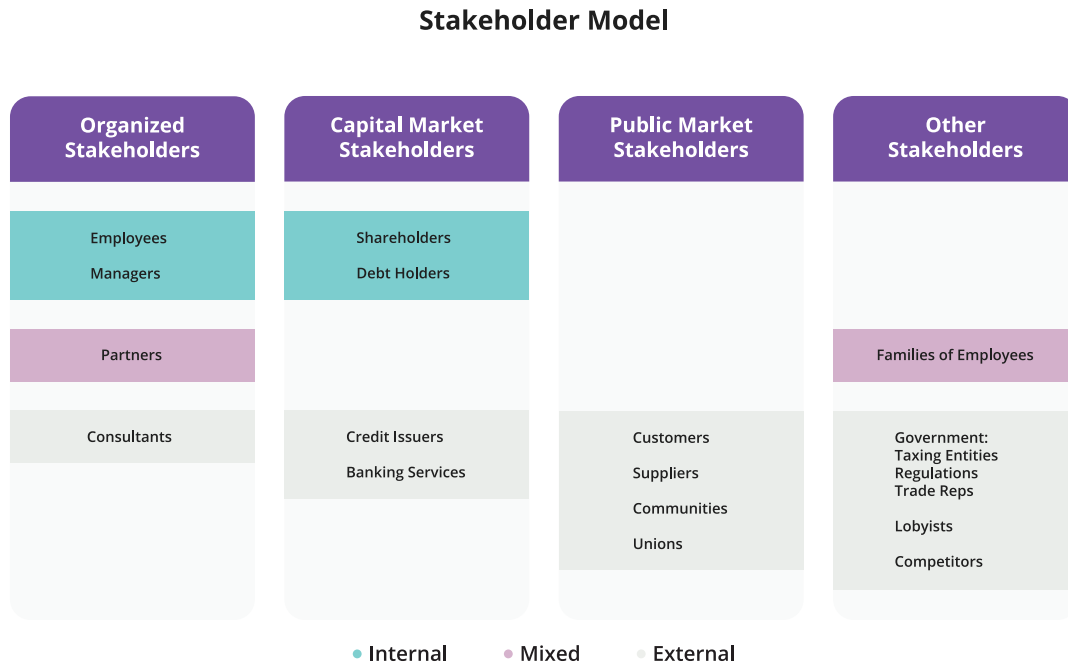 Stakeholder Model
Organized
Stakeholders
Employees
Managers
Partners
Consultants
Capital Market
Stakeholders
Shareholders
Debt Holders
Credit Issuers
Banking Services
Public Market
Stakeholders
Customers
Suppliers
Communities
Unions
Other
Stakeholders
Families of Employees
Government:
Taxing Entities
Regulations
Trade Reps
Lobyists
Competitors
Internal
Mixed
External